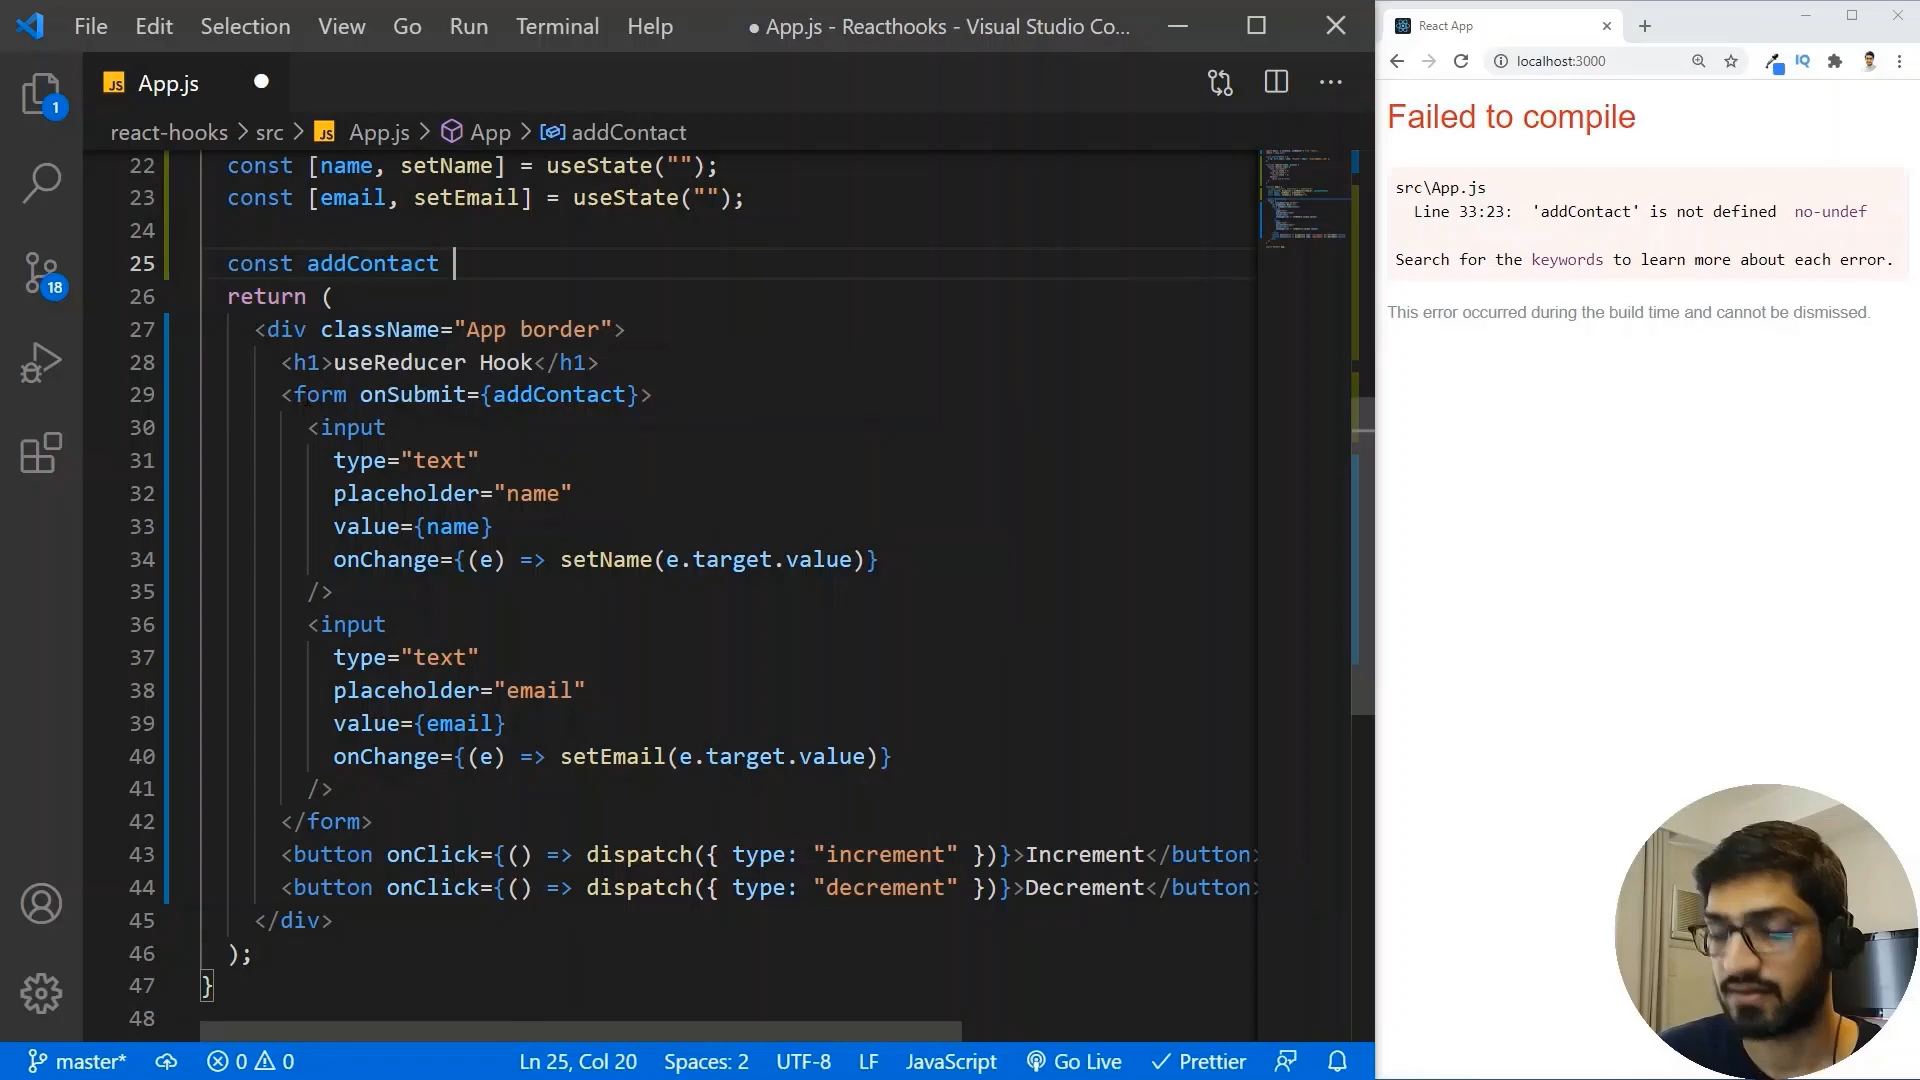 File Edit Selection View Go Run Terminal Help ● App.js - Reacthooks - Visual Studio Co...
JS App.js
react-hooks > src > JS App.js > App > addContact
22 const [name, setName] = useState("");
23 const [email, setEmail] = useState("");
24
25 const addContact
26 return (
27 <div className="App border">
28 <h1>useReducer Hook</h1>
29 <form onSubmit={addContact}>
30 <input
31 type="text"
32 placeholder="name"
33 value={name}
34 onChange={(e) => setName(e.target.value)}
35 />
36 <input
37 type="text"
38 placeholder="email"
39 value={email}
40 onChange={(e) => setEmail(e.target.value)}
41 />
42 </form>
43 <button onClick={() => dispatch({ type: "increment" })}>Increment</button>
44 <button onClick={() => dispatch({ type: "decrement" })}>Decrement</button>
45 </div>
46 );
47 }
48
1
18
master* 0 0 Ln 25, Col 20 Spaces: 2 UTF-8 LF JavaScript Go Live Prettier
React App
localhost:3000 IQ
Failed to compile
src\App.js
Line 33:23: 'addContact' is not defined no-undef
Search for the keywords to learn more about each error.
This error occurred during the build time and cannot be dismissed.